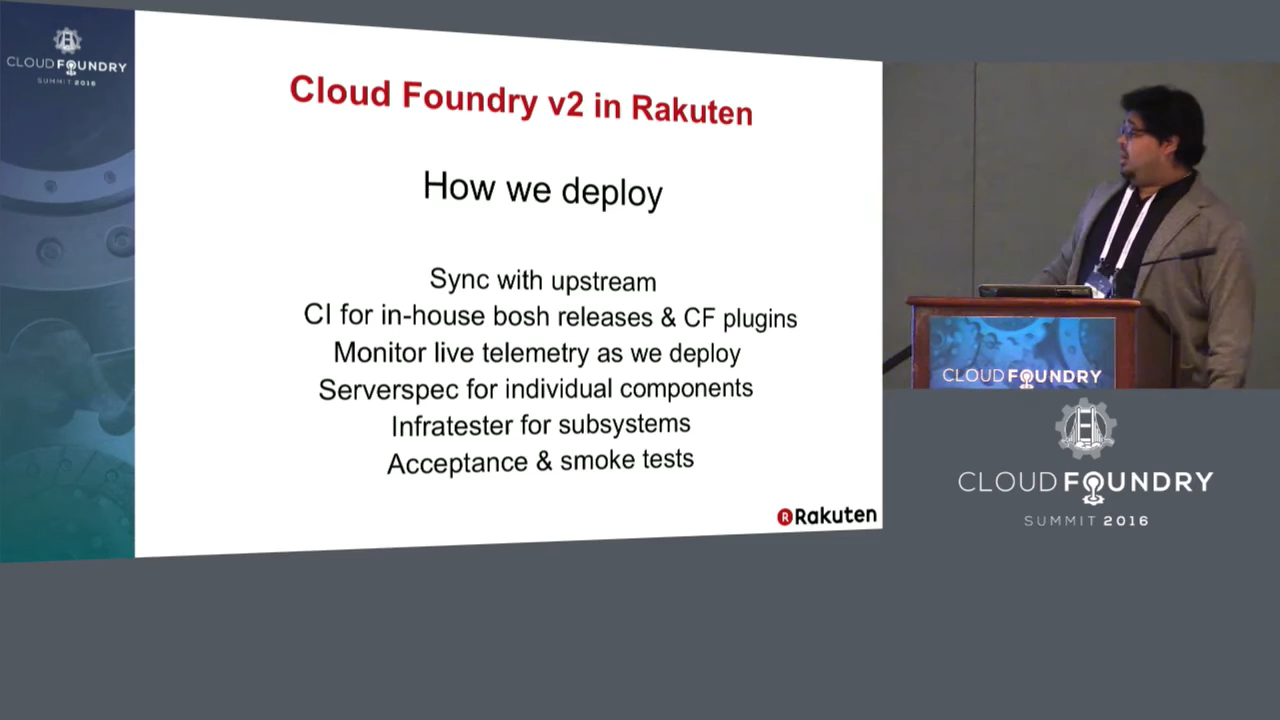 CLOUD FOUNDRY
SUMMIT 2016
Cloud Foundry v2 in Rakuten
How we deploy
Sync with upstream
CI for in-house bosh releases & CF plugins
Monitor live telemetry as we deploy
Serverspec for individual components
Infratester for subsystems
Acceptance & smoke tests
R Rakuten
CLOUD FOUNDRY
CLOUD FOUNDRY
SUMMIT 2016